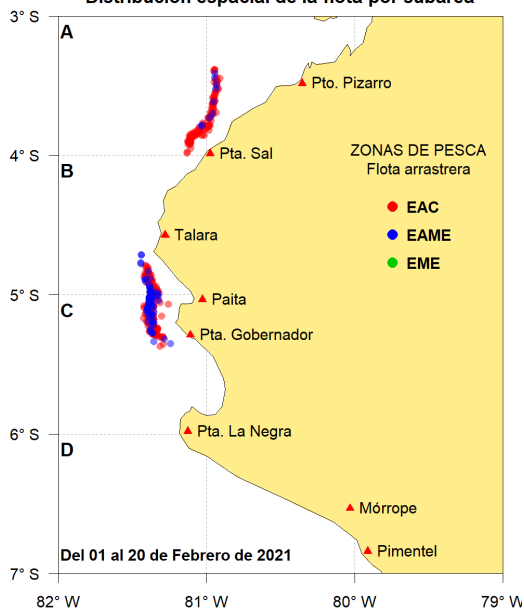 Distribución espacial de la flota por subárea
3° S
A
Pto. Pizarro
ZONAS DE PESCA
Flota arrastrera
4° S
Pta. Sal
B
EAC
Talara
EAME
EME
5° S
Paita
C
Pta. Gobernador
6° S
Pta. La Negra
D
Mórrope
Del 01 al 20 de Febrero de 2021
Pimentel
7° S
82° W 81° W 80° W 79° W